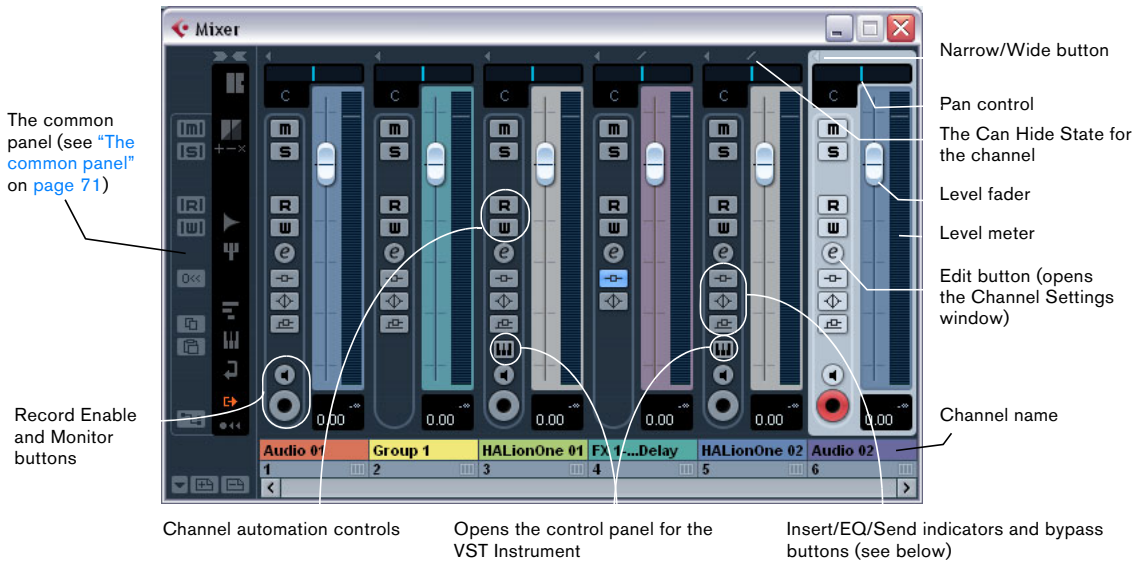 Mixer
Narrow/Wide button
Pan control
The Can Hide State for
the channel
Level fader
Level meter
Edit button (opens
the Channel Settings
window)
Channel name
The common
panel (see “The
common panel”
on page 71)
Record Enable
and Monitor
buttons
C C C C C C
m m m m m m m
S S S S S S S
R R R R R R R
W W W W W W W
e e e e e e
0<<
0.00 0.00 0.00 0.00 0.00 0.00
Audio 01 Group 1 HALionOne 01 FX 1-...Delay HALionOne 02 Audio 02
1 2 3 4 5 6
Channel automation controls
Opens the control panel for the
VST Instrument
Insert/EQ/Send indicators and bypass
buttons (see below)